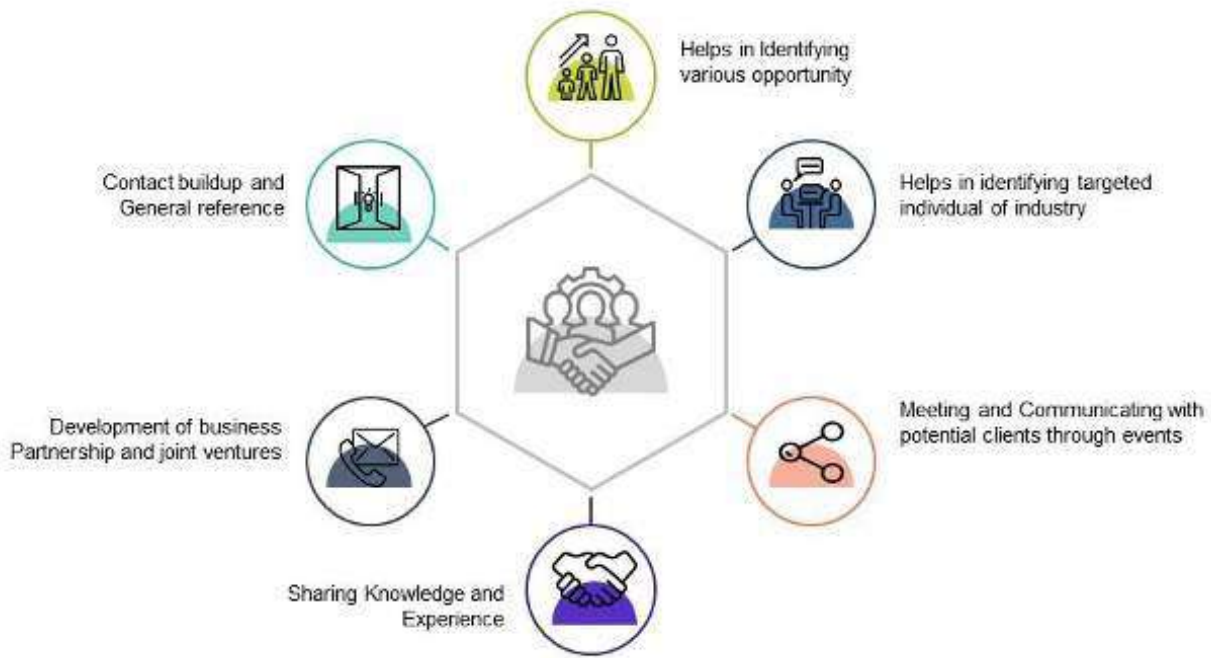 Helps in Identifying
various opportunity
Helps in identifying targeted
individual of industry
Meeting and Communicating with
potential clients through events
Sharing Knowledge and
Experience
Development of business
Partnership and joint ventures
Contact buildup and
General reference